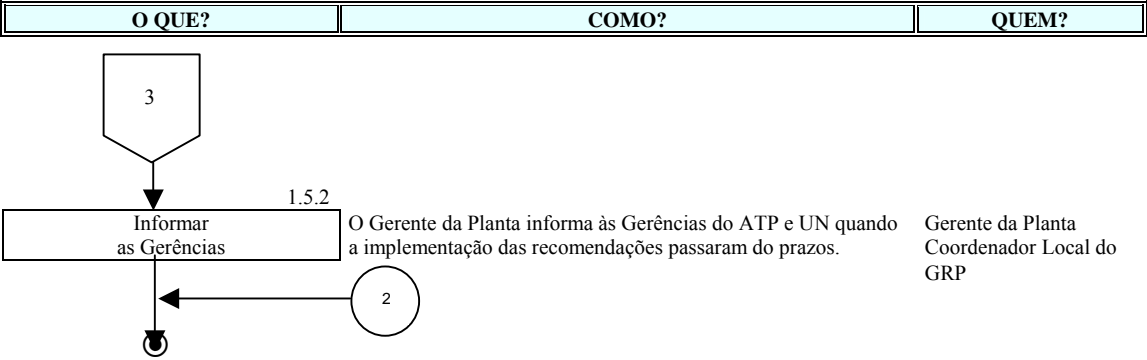 O QUE?
COMO?
QUEM?
3
1.5.2
Informar
as Gerências
O Gerente da Planta informa às Gerências do ATP e UN quando
a implementação das recomendações passaram do prazos.
Gerente da Planta
Coordenador Local do
GRP
2